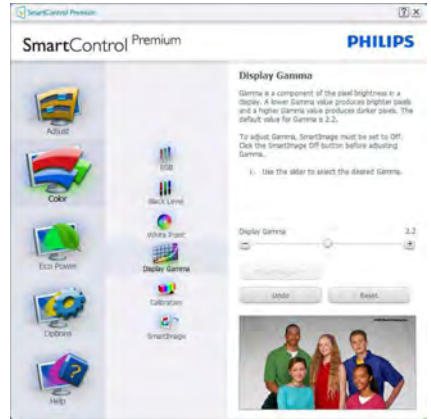 SmartControl Premium
SmartControl Premium
PHILIPS
Adjust
Color
Eco Power
Options
Help
RGB
Black Level
White Point
Display Gamma
Calibration
SmartImage
Display Gamma
Gamma is a component of the pixel brightness in a
display. A lower Gamma value produces brighter pixels
and a higher Gamma value produces darker pixels. The
default value for Gamma is 2.2.
To adjust Gamma, SmartImage must be set to Off.
Click the SmartImage Off button before adjusting
Gamma.
1. Use the slider to select the desired Gamma.
Display Gamma 2.2
Undo Reset